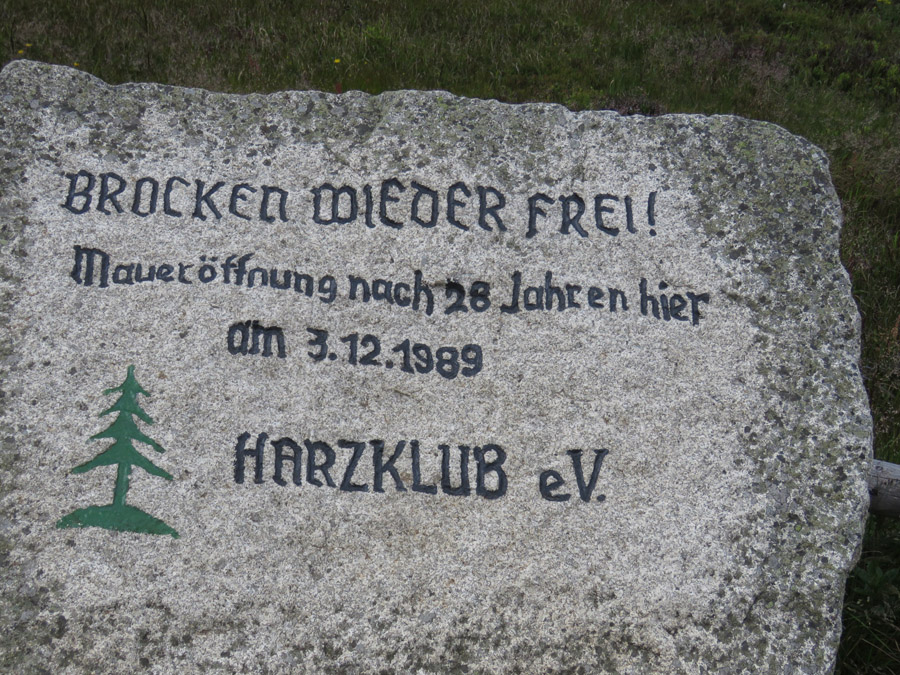 BROCKEN WIEDER FREI!
Maueröffnung nach 28 Jahren hier
am 3.12.1989
HARZKLUB eV.